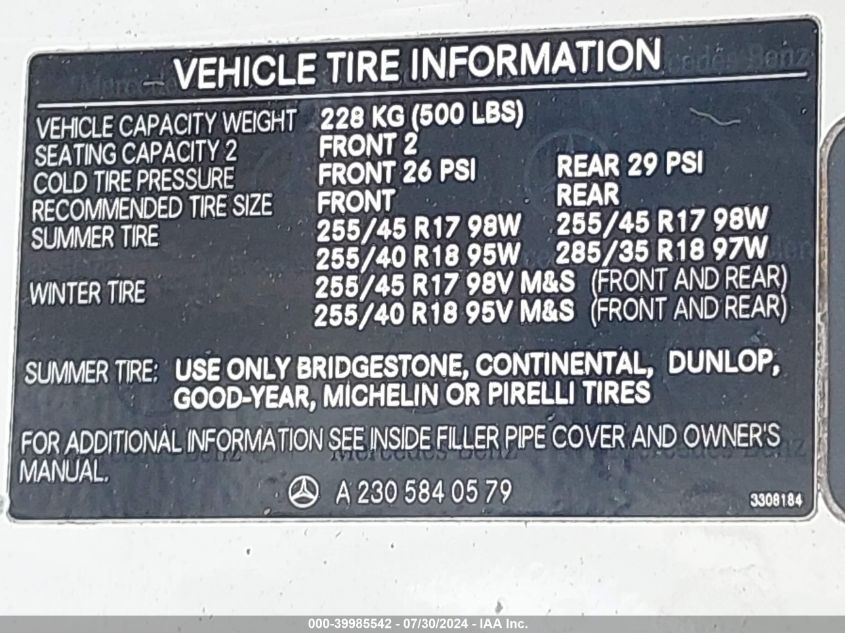 VEHICLE TIRE INFORMATION
VEHICLE CAPACITY WEIGHT 228 KG (500 LBS)
SEATING CAPACITY 2 FRONT 2
COLD TIRE PRESSURE FRONT 26 PSI REAR 29 PSI
RECOMMENDED TIRE SIZE FRONT REAR
SUMMER TIRE 255/45 R17 98W 255/45 R17 98W
255/40 R18 95W 285/35 R18 97W
WINTER TIRE 255/45 R17 98V M&S (FRONT AND REAR)
255/40 R18 95V M&S (FRONT AND REAR)
SUMMER TIRE: USE ONLY BRIDGESTONE, CONTINENTAL, DUNLOP,
GOOD-YEAR, MICHELIN OR PIRELLI TIRES
FOR ADDITIONAL INFORMATION SEE INSIDE FILLER PIPE COVER AND OWNER'S
MANUAL.
A 230 584 05 79
3308184
000-39985542 - 07/30/2024 - IAA Inc.